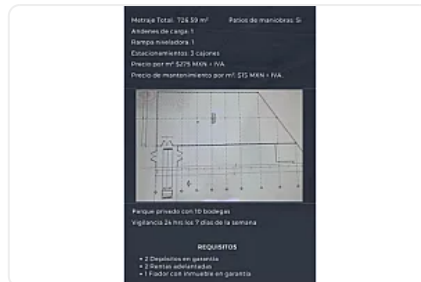 Metraje Total: 726.59 m² Patios de maniobras: Si
Andenes de carga: 1
Rampa niveladora: 1
Estacionamientos: 3 cajones
Precio por m² $275 MXN + IVA.
Precio de mantenimiento por m²: $15 MXN + IVA.
Parque privado con 10 bodegas
Vigilancia 24 hrs los 7 días de la semana
REQUISITOS
• 2 Depósitos en garantía
• 2 Rentas adelantadas
• 1 Fiador con inmueble en garantía